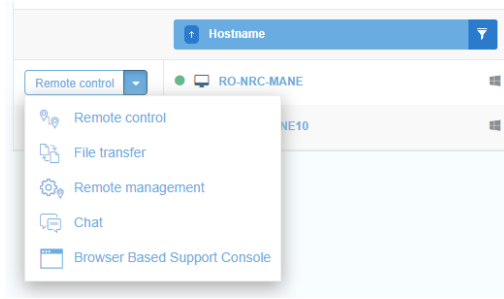 Hostname
Remote control
RO-NRC-MANE
Remote control
NE10
File transfer
Remote management
Chat
Browser Based Support Console